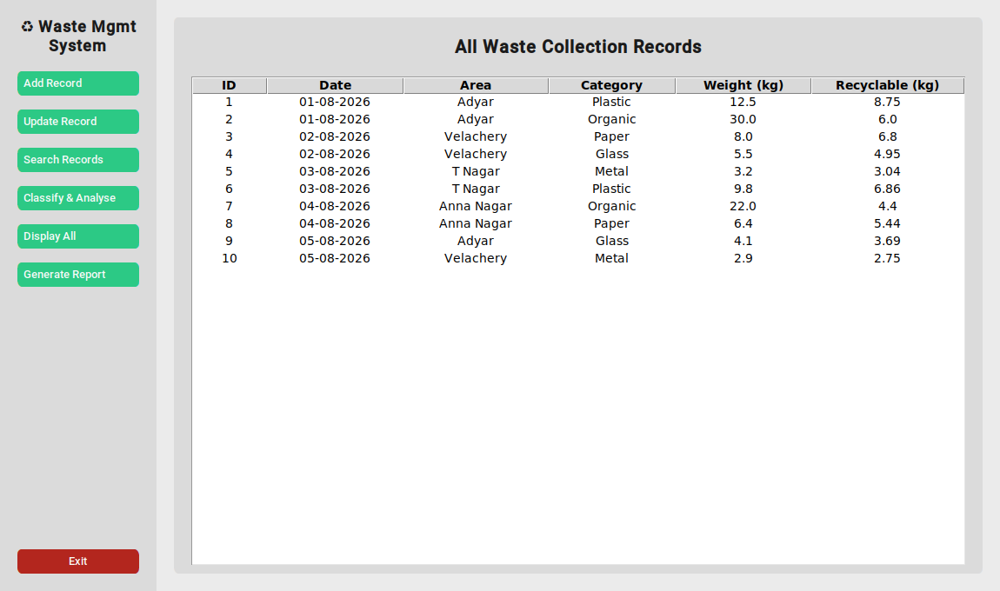 ♻ Waste Mgmt
System
Add Record
Update Record
Search Records
Classify & Analyse
Display All
Generate Report
Exit
All Waste Collection Records
ID Date Area Category Weight (kg) Recyclable (kg)
1 01-08-2026 Adyar Plastic 12.5 8.75
2 01-08-2026 Adyar Organic 30.0 6.0
3 02-08-2026 Velachery Paper 8.0 6.8
4 02-08-2026 Velachery Glass 5.5 4.95
5 03-08-2026 T Nagar Metal 3.2 3.04
6 03-08-2026 T Nagar Plastic 9.8 6.86
7 04-08-2026 Anna Nagar Organic 22.0 4.4
8 04-08-2026 Anna Nagar Paper 6.4 5.44
9 05-08-2026 Adyar Glass 4.1 3.69
10 05-08-2026 Velachery Metal 2.9 2.75